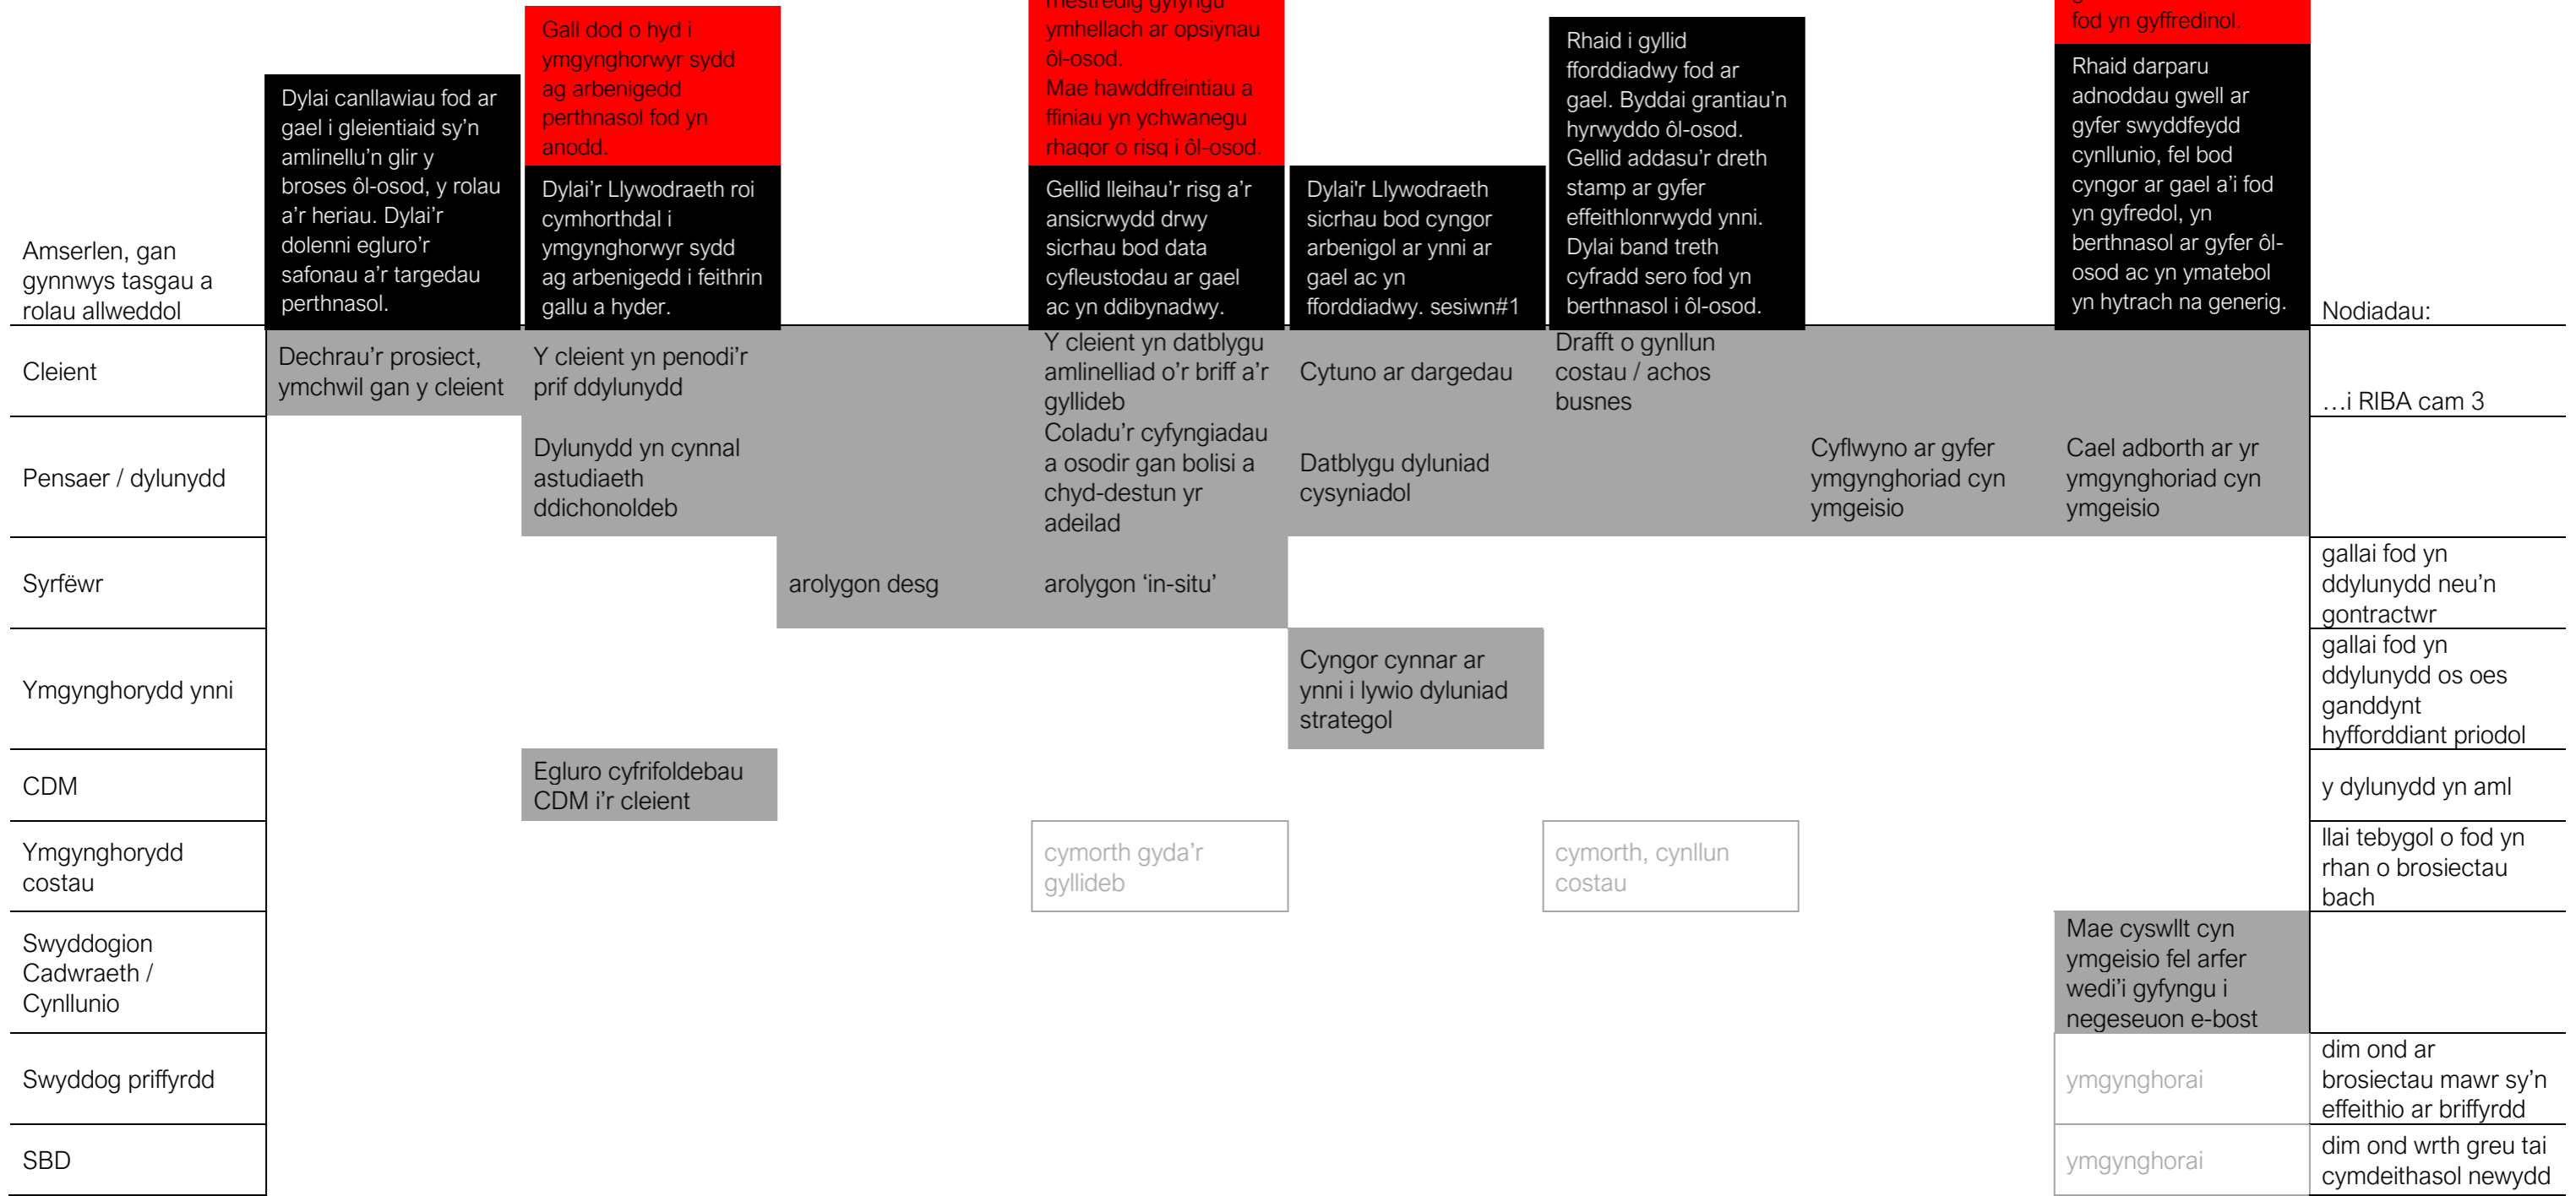 Amserlen, gan
gynnwys tasgau a
rolau allweddol
Dylai canllawiau fod ar
gael i gleientiaid sy’n
amlinellu’n glir y
broses ôl-osod, y rolau
a’r heriau. Dylai’r
dolenni egluro’r
safonau a’r targedau
perthnasol.
Gall dod o hyd i
ymgynghorwyr sydd
ag arbenigedd
perthnasol fod yn
anodd.
Dylai’r Llywodraeth roi
cymhorthdal i
ymgynghorwyr sydd
ag arbenigedd i feithrin
gallu a hyder.
ymhellach ar opsiynau
ôl-osod.
Mae hawddfreintiau a
ffiniau yn ychwanegu
rhagor o risg i ôl-osod.
Gellid lleihau’r risg a’r
ansicrwydd drwy
sicrhau bod data
cyfleustodau ar gael
ac yn ddibynadwy.
Dylai'r Llywodraeth
sicrhau bod cyngor
arbenigol ar ynni ar
gael ac yn
fforddiadwy. sesiwn#1
Rhaid i gyllid
fforddiadwy fod ar
gael. Byddai grantiau’n
hyrwyddo ôl-osod.
Gellid addasu’r dreth
stamp ar gyfer
effeithlonrwydd ynni.
Dylai band treth
cyfradd sero fod yn
berthnasol i ôl-osod.
fod yn gyffredinol.
Rhaid darparu
adnoddau gwell ar
gyfer swyddfeydd
cynllunio, fel bod
cyngor ar gael a’i fod
yn gyfredol, yn
berthnasol ar gyfer ôl-
osod ac yn ymatebol
yn hytrach na generig.
Nodiadau:
Cleient
Dechrau’r prosiect,
ymchwil gan y cleient
Y cleient yn penodi’r
prif ddylunydd
Y cleient yn datblygu
amlinelliad o’r briff a’r
gyllideb
Cytuno ar dargedau
Drafft o gynllun
costau / achos
busnes
…i RIBA cam 3
Pensaer / dylunydd
Dylunydd yn cynnal
astudiaeth
ddichonoldeb
Coladu’r cyfyngiadau
a osodir gan bolisi a
chyd-destun yr
adeilad
Datblygu dyluniad
cysyniadol
Cyflwyno ar gyfer
ymgynghoriad cyn
ymgeisio
Cael adborth ar yr
ymgynghoriad cyn
ymgeisio
Syrfëwr
arolygon desg
arolygon ‘in-situ’
gallai fod yn
ddylunydd neu’n
gontractwr
Ymgynghorydd ynni
Cyngor cynnar ar
ynni i lywio dyluniad
strategol
gallai fod yn
ddylunydd os oes
ganddynt
hyfforddiant priodol
CDM
Egluro cyfrifoldebau
CDM i’r cleient
y dylunydd yn aml
Ymgynghorydd
costau
cymorth gyda’r
gyllideb
cymorth, cynllun
costau
llai tebygol o fod yn
rhan o brosiectau
bach
Swyddogion
Cadwraeth /
Cynllunio
Mae cyswllt cyn
ymgeisio fel arfer
wedi’i gyfyngu i
negeseuon e-bost
Swyddog priffyrdd
ymgynghorai
dim ond ar
brosiectau mawr sy’n
effeithio ar briffyrdd
SBD
ymgynghorai
dim ond wrth greu tai
cymdeithasol newydd